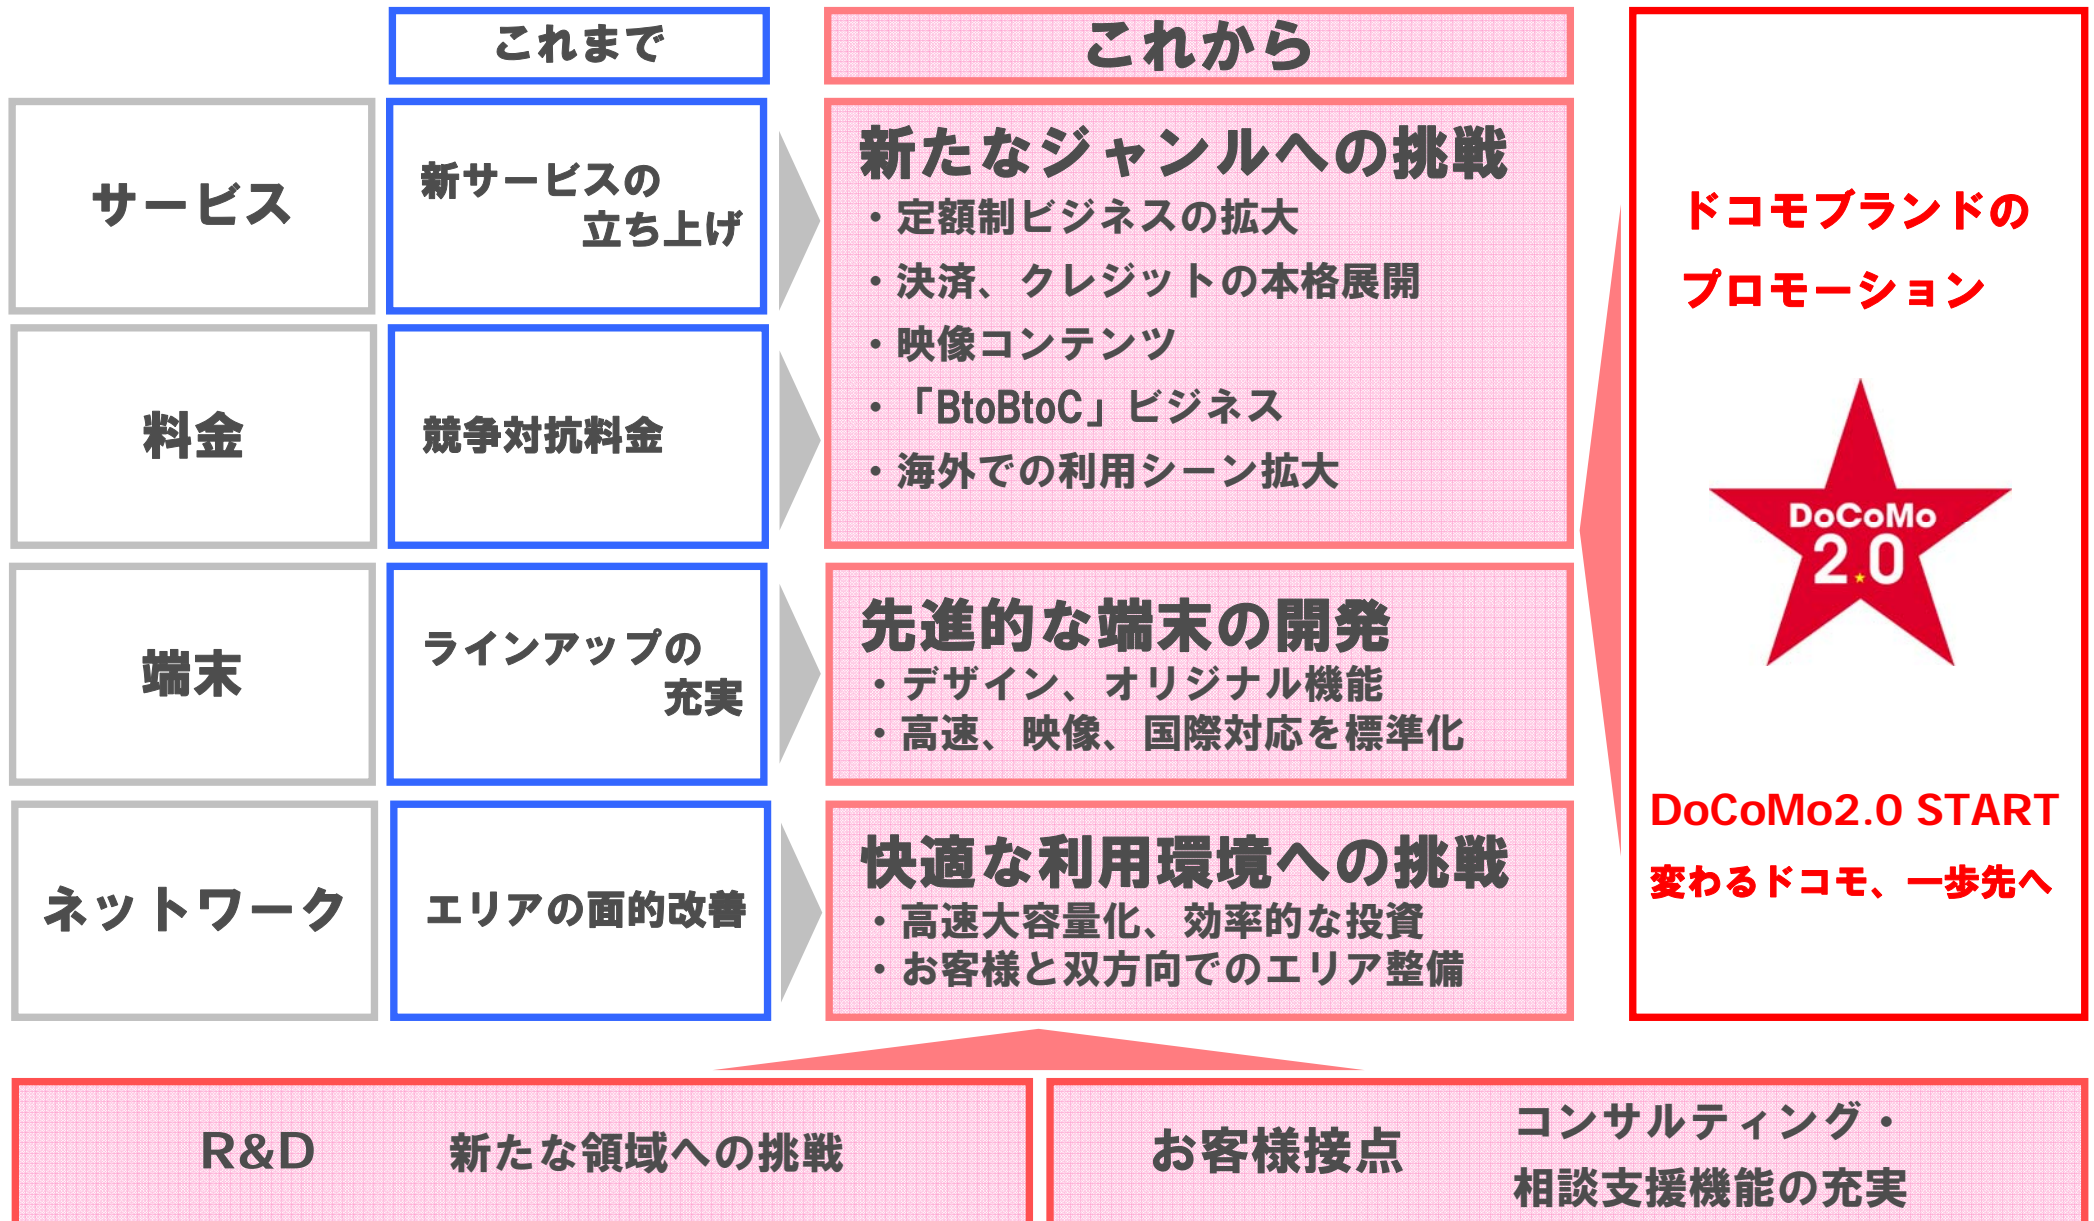 これまで
これから
サービス
新サービスの
立ち上げ
新たなジャンルへの挑戦
・定額制ビジネスの拡大
・決済、クレジットの本格展開
・映像コンテンツ
・「BtoBtoC」ビジネス
・海外での利用シーン拡大
料金
競争対抗料金
端末
ラインアップの
充実
先進的な端末の開発
・デザイン、オリジナル機能
・高速、映像、国際対応を標準化
ネットワーク
エリアの面的改善
快適な利用環境への挑戦
・高速大容量化、効率的な投資
・お客様と双方向でのエリア整備
ドコモブランドの
プロモーション
DoCoMo
2.0
DoCoMo2.0 START
変わるドコモ、一歩先へ
R&D
新たな領域への挑戦
お客様接点
コンサルティング・
相談支援機能の充実